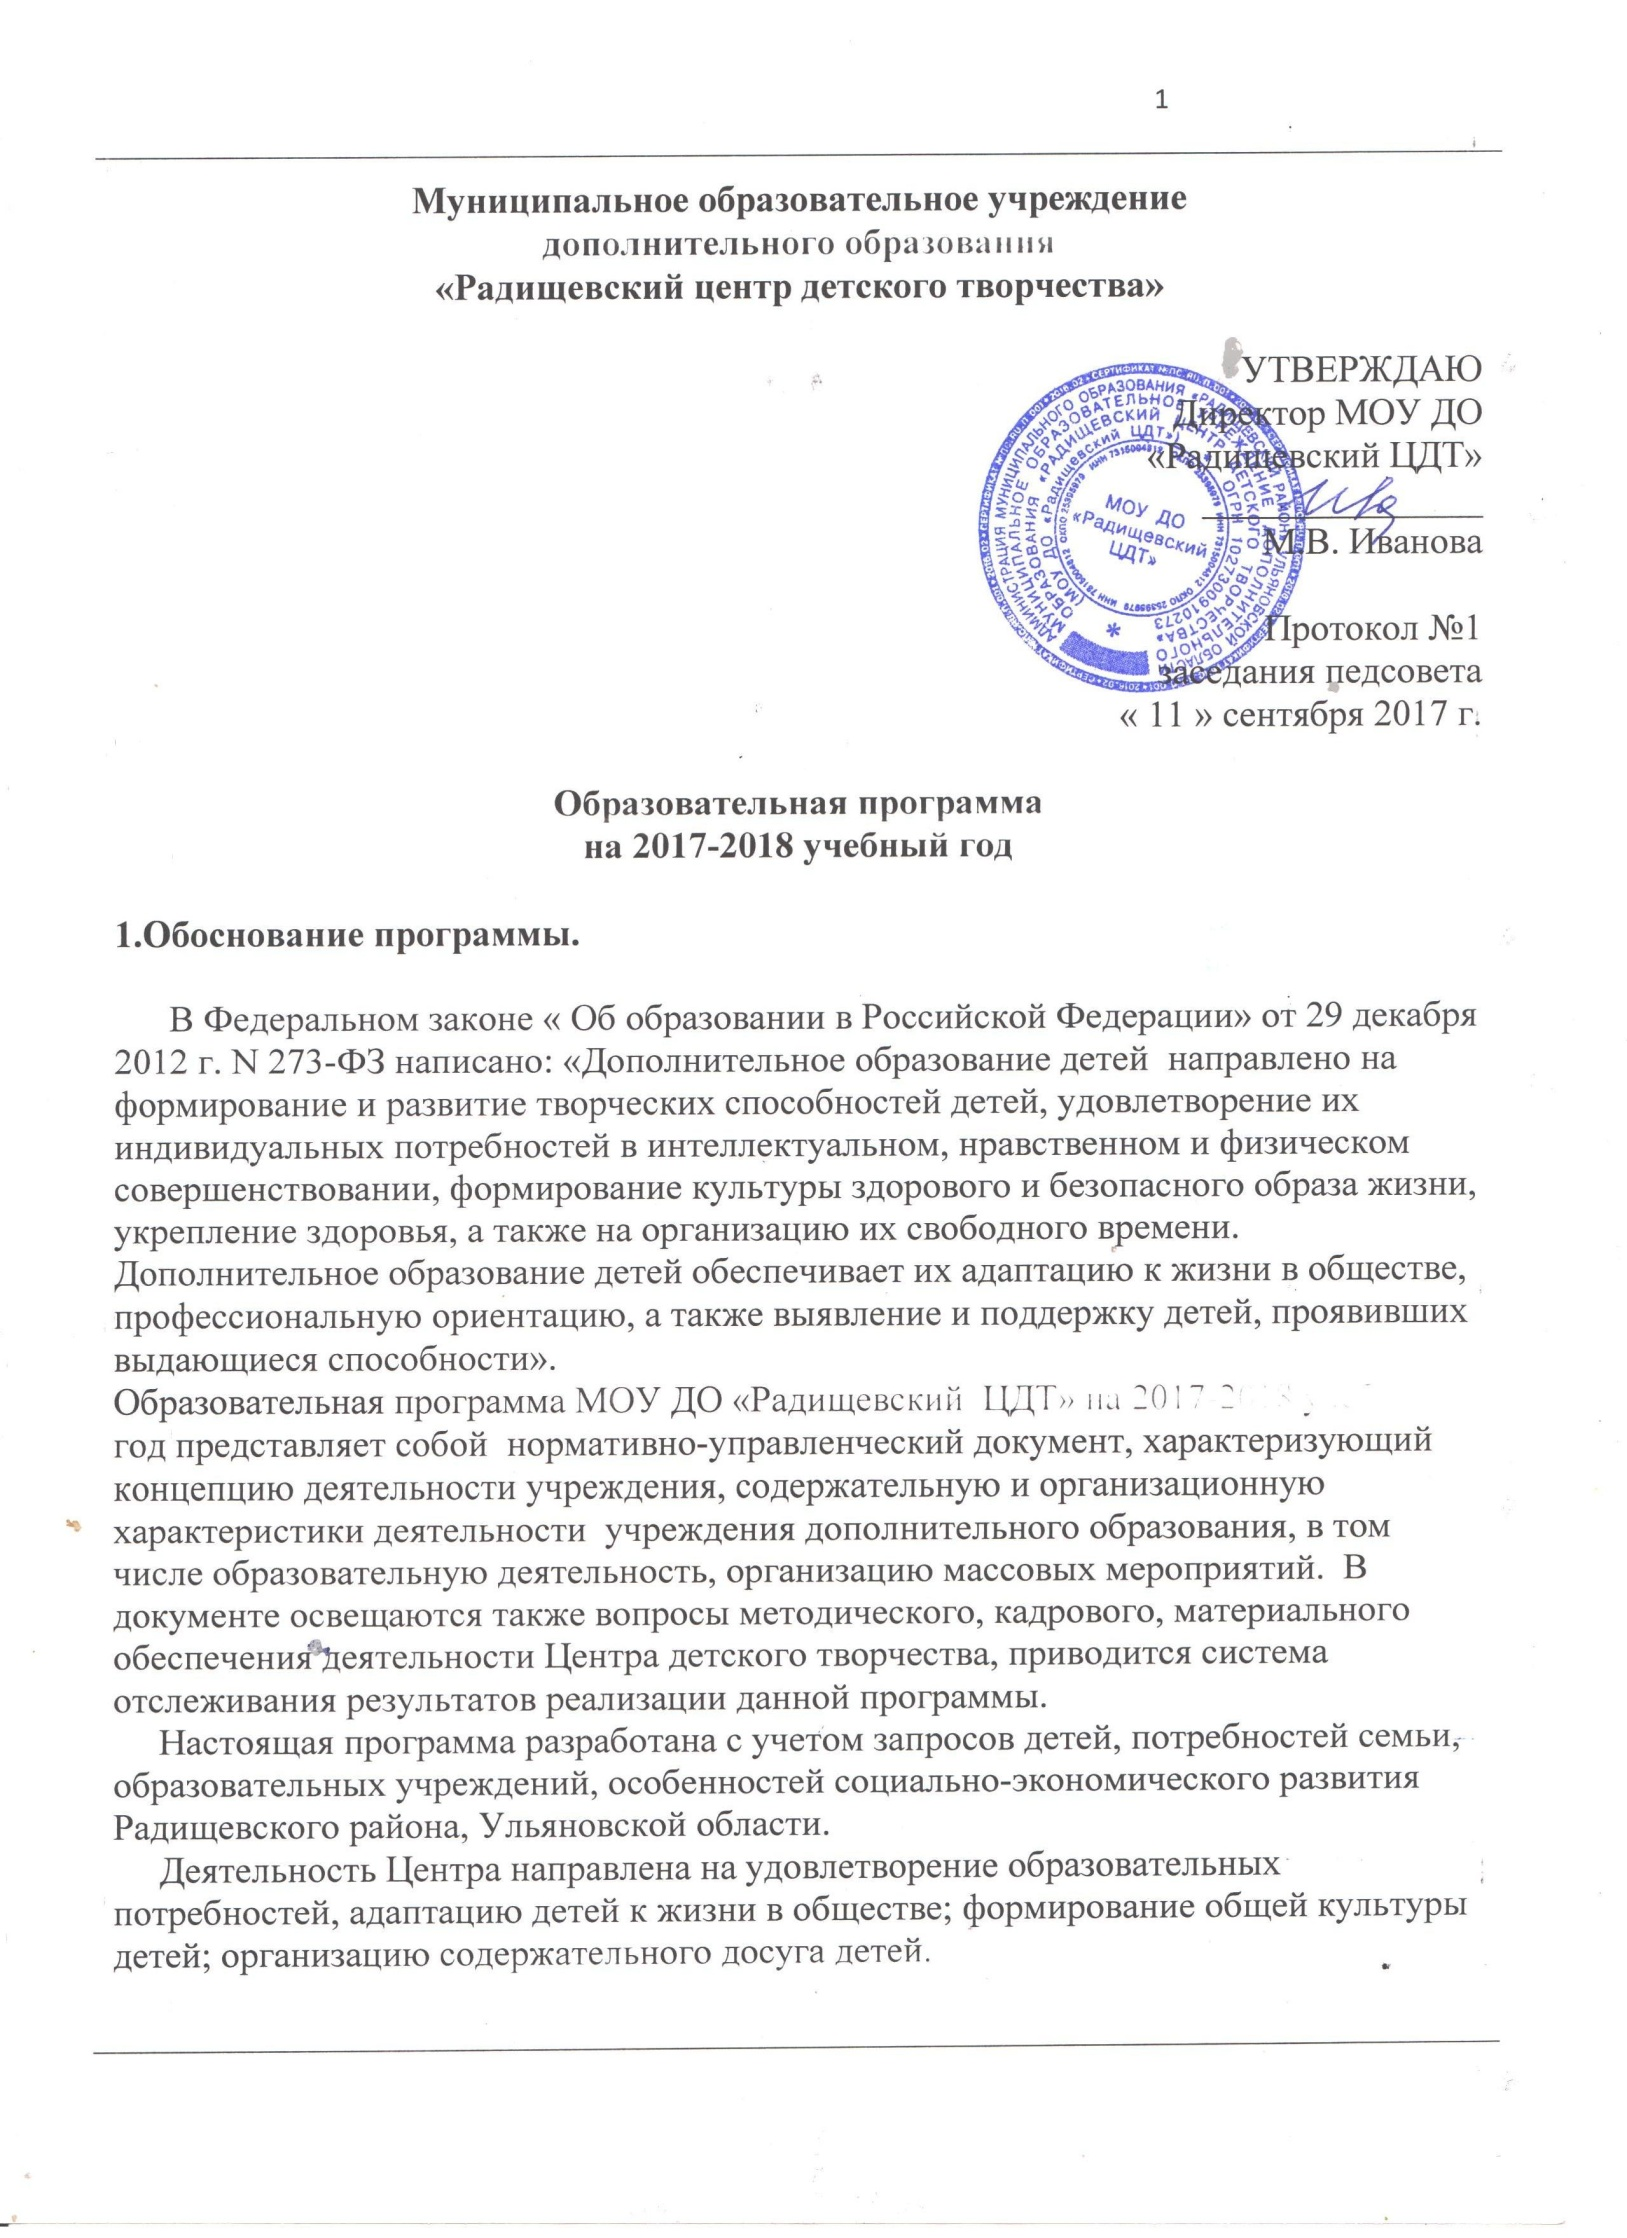 1
Муниципальное образовательное учреждение
дополнительного образования
«Радищевский центр детского творчества»
УТВЕРЖДАЮ
Директор МОУ ДО
«Радищевский ЦДТ»
М.В. Иванова
Протокол №1
заседания педсовета
« 11 » сентября 2017 г.
МОУ ДО
«Радищевский
ЦДТ»
Образовательная программа
на 2017-2018 учебный год
1.Обоснование программы.
В Федеральном законе « Об образовании в Российской Федерации» от 29 декабря
2012 г. N 273-ФЗ написано: «Дополнительное образование детей направлено на
формирование и развитие творческих способностей детей, удовлетворение их
индивидуальных потребностей в интеллектуальном, нравственном и физическом
совершенствовании, формирование культуры здорового и безопасного образа жизни,
укрепление здоровья, а также на организацию их свободного времени.
Дополнительное образование детей обеспечивает их адаптацию к жизни в обществе,
профессиональную ориентацию, а также выявление и поддержку детей, проявивших
выдающиеся способности».
Образовательная программа МОУ ДО «Радищевский ЦДТ» на 2017-2018
год представляет собой нормативно-управленческий документ, характеризующий
концепцию деятельности учреждения, содержательную и организационную
характеристики деятельности учреждения дополнительного образования, в том
числе образовательную деятельность, организацию массовых мероприятий. В
документе освещаются также вопросы методического, кадрового, материального
обеспечения деятельности Центра детского творчества, приводится система
отслеживания результатов реализации данной программы.
Настоящая программа разработана с учетом запросов детей, потребностей семьи,
образовательных учреждений, особенностей социально-экономического развития
Радищевского района, Ульяновской области.
Деятельность Центра направлена на удовлетворение образовательных
потребностей, адаптацию детей к жизни в обществе; формирование общей культуры
детей; организацию содержательного досуга детей.